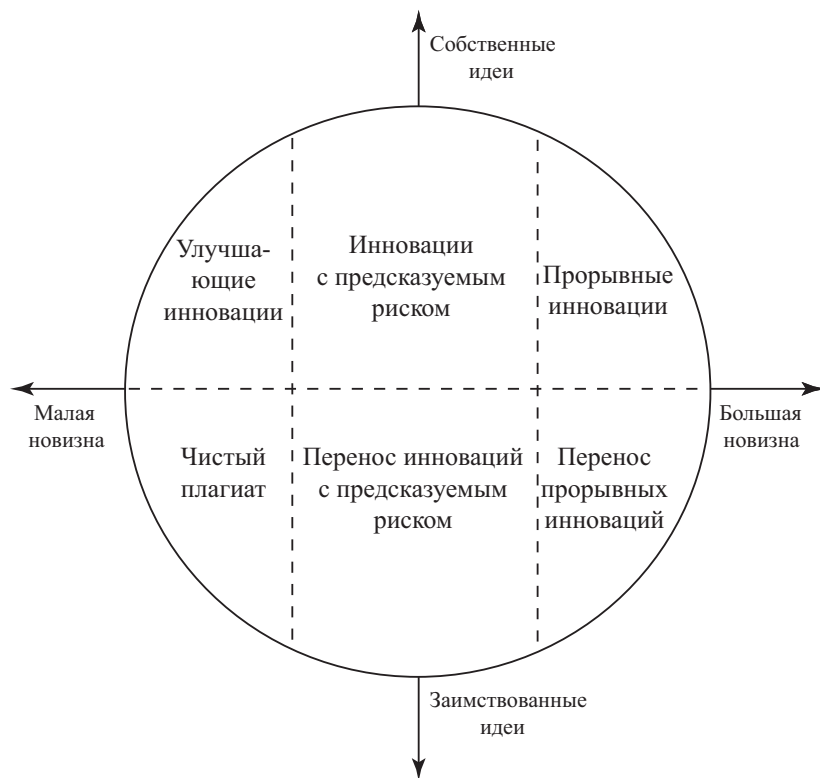 Собственные
идеи
Улучша-
ющие
инновации
Инновации
с предсказуемым
риском
Прорывные
инновации
Малая
новизна
Большая
новизна
Чистый
плагиат
Перенос инноваций
с предсказуемым
риском
Перенос
прорывных
инноваций
Заимствованные
идеи